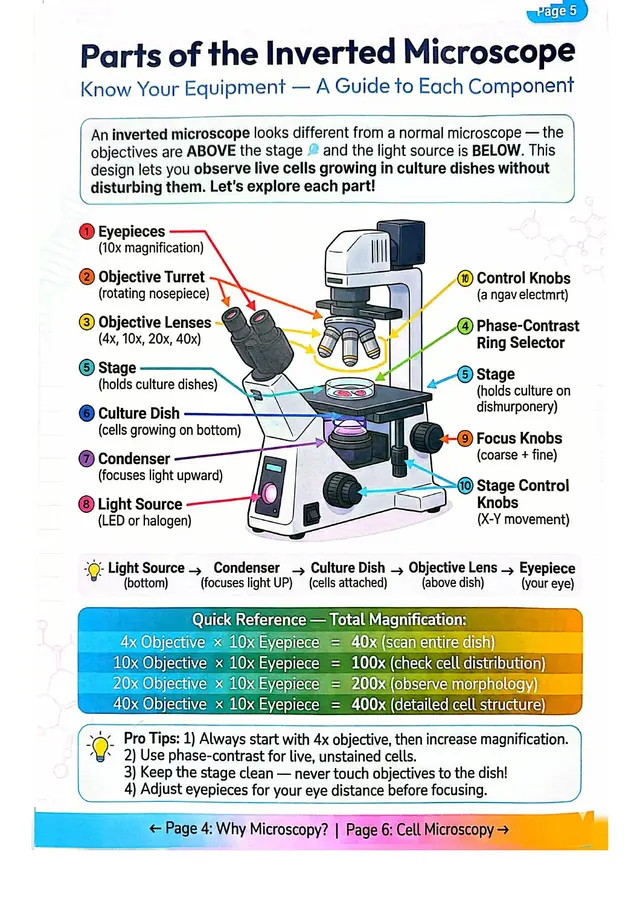 Page 5
Parts of the Inverted Microscope
Know Your Equipment — A Guide to Each Component
An inverted microscope looks different from a normal microscope — the
objectives are ABOVE the stage and the light source is BELOW. This
design lets you observe live cells growing in culture dishes without
disturbing them. Let's explore each part!
1 Eyepieces
(10x magnification)
2 Objective Turret
(rotating nosepiece)
3 Objective Lenses
(4x, 10x, 20x, 40x)
5 Stage
(holds culture dishes)
6 Culture Dish
(cells growing on bottom)
7 Condenser
(focuses light upward)
8 Light Source
(LED or halogen)
Control Knobs
(a ngav electmrt)
4 Phase-Contrast
Ring Selector
5 Stage
(holds culture on
dishurponery)
9 Focus Knobs
(coarse + fine)
10 Stage Control
Knobs
(X-Y movement)
Light Source → Condenser → Culture Dish → Objective Lens → Eyepiece
(bottom) (focuses light UP) (cells attached) (above dish) (your eye)
Quick Reference — Total Magnification:
4x Objective × 10x Eyepiece = 40x (scan entire dish)
10x Objective × 10x Eyepiece = 100x (check cell distribution)
20x Objective × 10x Eyepiece = 200x (observe morphology)
40x Objective × 10x Eyepiece = 400x (detailed cell structure)
Pro Tips: 1) Always start with 4x objective, then increase magnification.
2) Use phase-contrast for live, unstained cells.
3) Keep the stage clean — never touch objectives to the dish!
4) Adjust eyepieces for your eye distance before focusing.
← Page 4: Why Microscopy? | Page 6: Cell Microscopy →